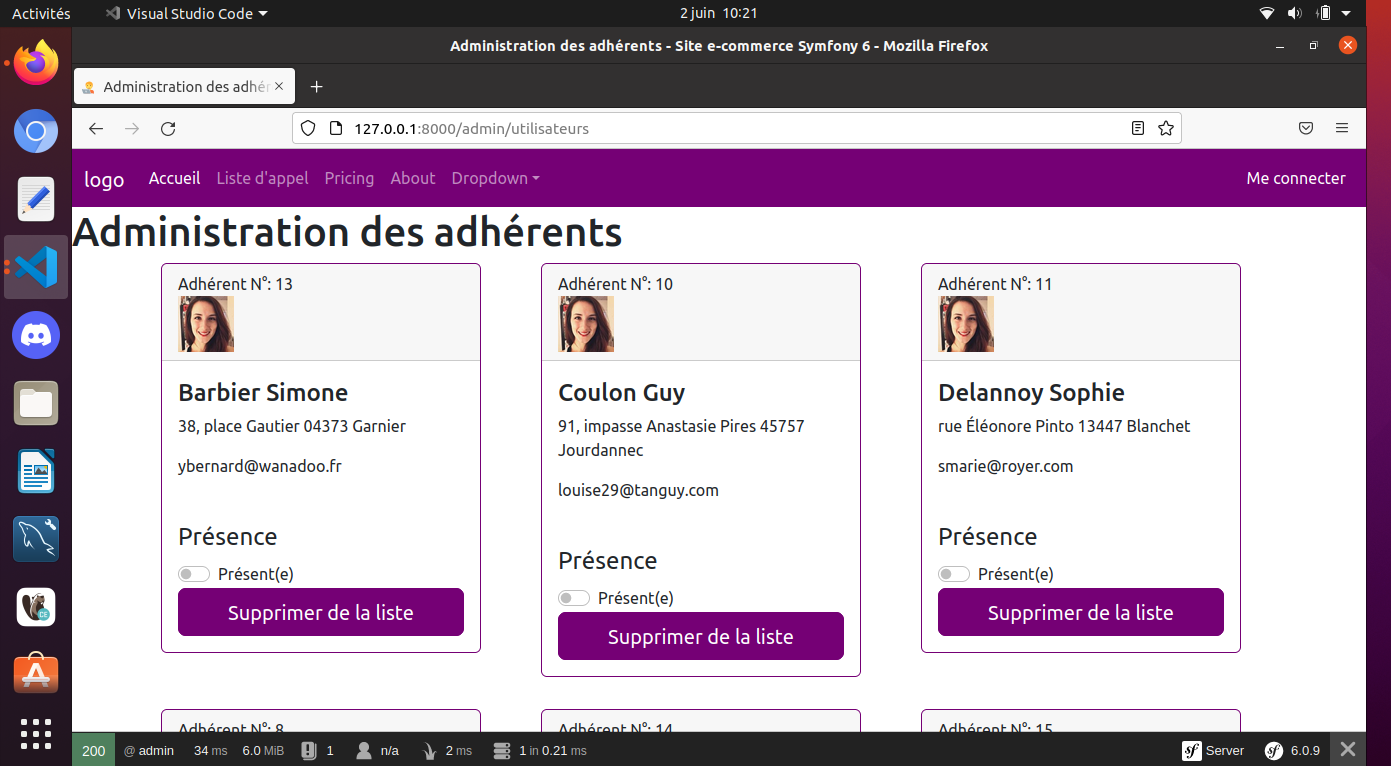 Activités
Visual Studio Code
2 juin 10:21
Administration des adhérents - Site e-commerce Symfony 6 - Mozilla Firefox
Administration des adhér
127.0.0.1:8000/admin/utilisateurs
logo Accueil Liste d'appel Pricing About Dropdown Me connecter
Administration des adhérents
Adhérent N°: 13
Barbier Simone
38, place Gautier 04373 Garnier
ybernard@wanadoo.fr
Présence
Présent(e)
Supprimer de la liste
Adhérent N°: 10
Coulon Guy
91, impasse Anastasie Pires 45757
Jourdannec
louise29@tanguy.com
Présence
Présent(e)
Supprimer de la liste
Adhérent N°: 11
Delannoy Sophie
rue Éléonore Pinto 13447 Blanchet
smarie@royer.com
Présence
Présent(e)
Supprimer de la liste
Adhérent N°: 8
Adhérent N°: 14
Adhérent N°: 15
200 @ admin 34 ms 6.0 MiB 1 n/a 2 ms 1 in 0.21 ms sf Server sf 6.0.9